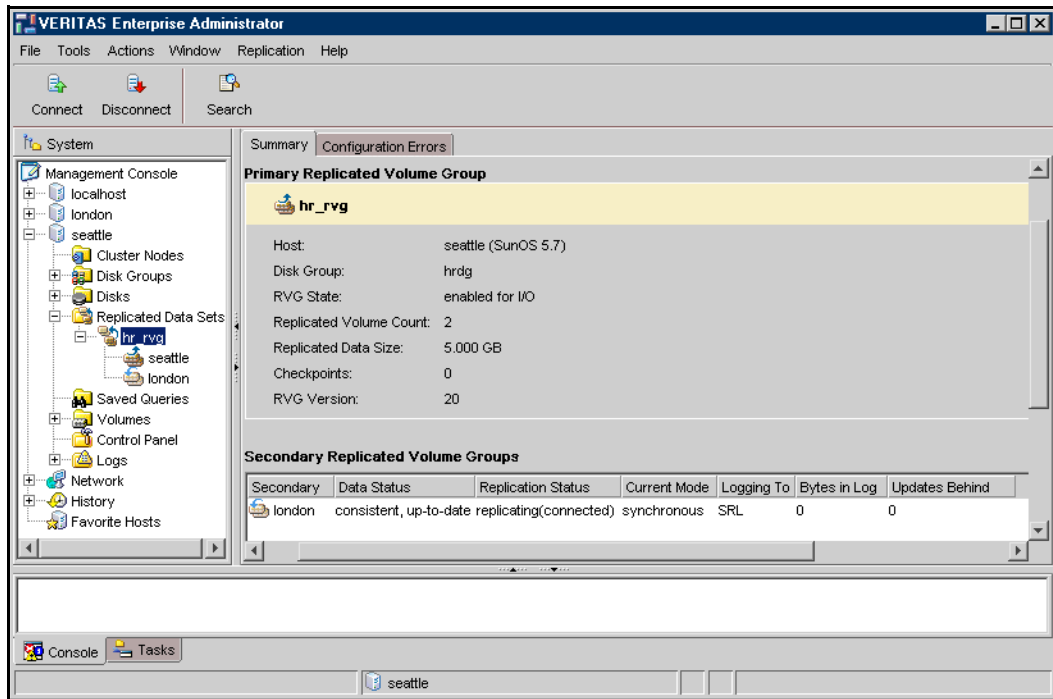 VERITAS Enterprise Administrator
File Tools Actions Window Replication Help
Connect Disconnect Search
System
Management Console
localhost
london
seattle
Cluster Nodes
Disk Groups
Disks
Replicated Data Sets
hr_rvg
seattle
london
Saved Queries
Volumes
Control Panel
Logs
Network
History
Favorite Hosts
Summary Configuration Errors
Primary Replicated Volume Group
hr_rvg
Host: seattle (SunOS 5.7)
Disk Group: hrdg
RVG State: enabled for I/O
Replicated Volume Count: 2
Replicated Data Size: 5.000 GB
Checkpoints: 0
RVG Version: 20
Secondary Replicated Volume Groups
Secondary Data Status Replication Status Current Mode Logging To Bytes in Log Updates Behind
london consistent, up-to-date replicating(connected) synchronous SRL 0 0
Console Tasks
seattle